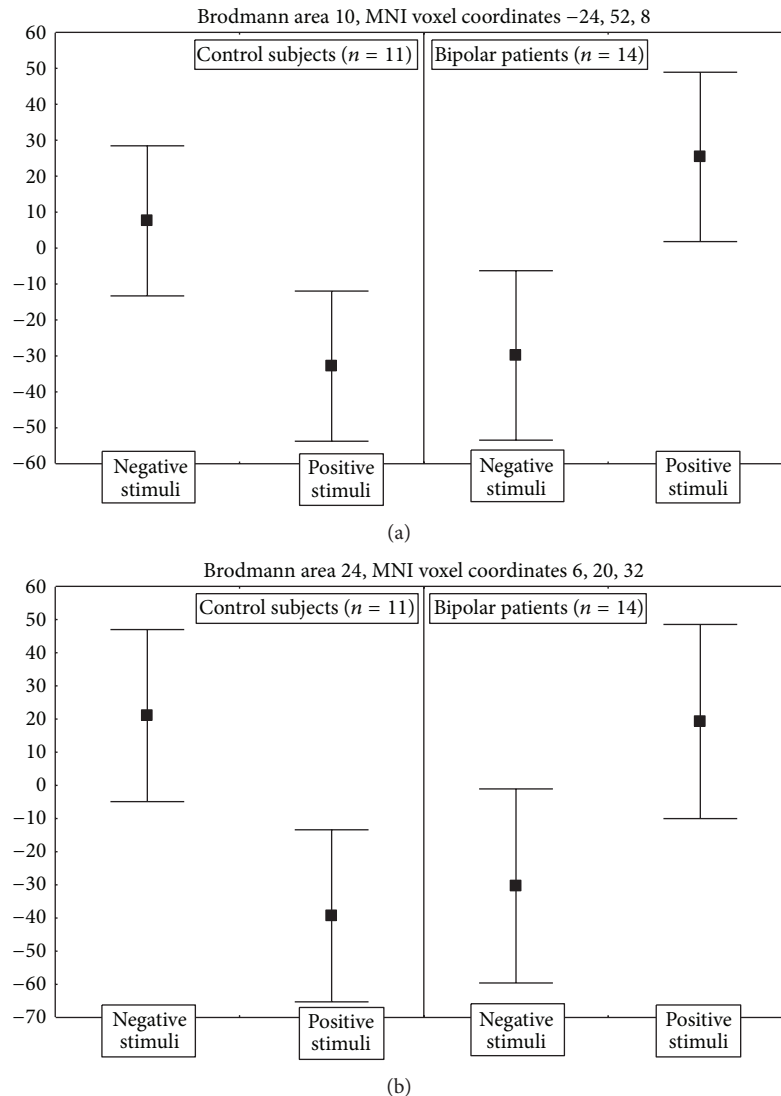 Brodmann area 10, MNI voxel coordinates −24, 52, 8
60
50
40
30
20
10
0
−10
−20
−30
−40
−50
−60
Control subjects (n = 11)
Bipolar patients (n = 14)
Negative
stimuli
Positive
stimuli
Negative
stimuli
Positive
stimuli
(a)
Brodmann area 24, MNI voxel coordinates 6, 20, 32
60
50
40
30
20
10
0
−10
−20
−30
−40
−50
−60
−70
Control subjects (n = 11)
Bipolar patients (n = 14)
Negative
stimuli
Positive
stimuli
Negative
stimuli
Positive
stimuli
(b)